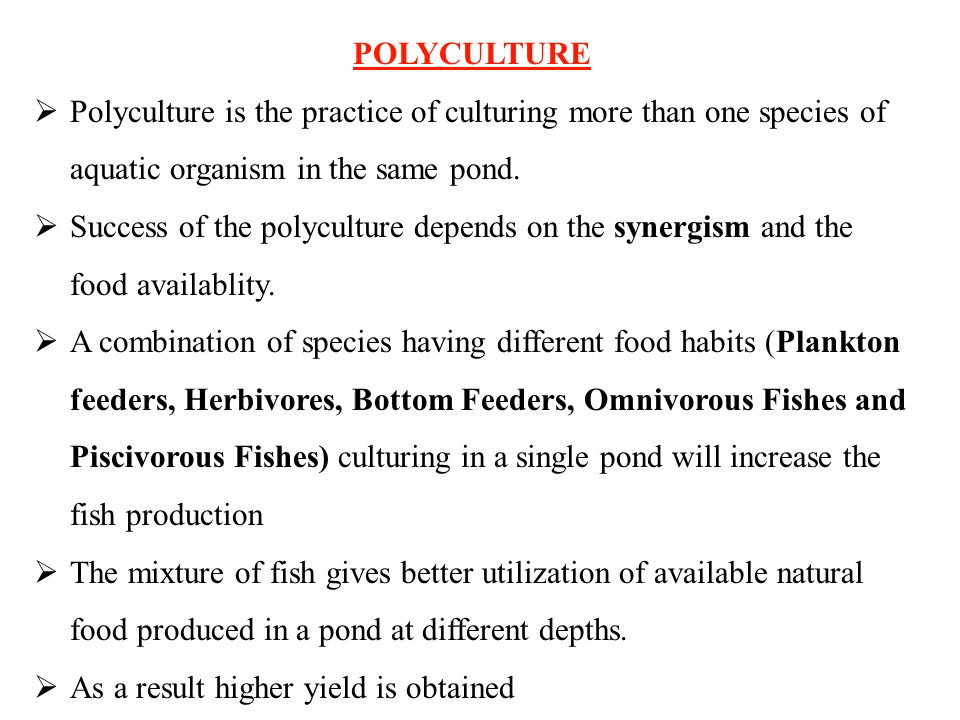 POLYCULTURE
➢ Polyculture is the practice of culturing more than one species of
aquatic organism in the same pond.
➢ Success of the polyculture depends on the synergism and the
food availablity.
➢ A combination of species having different food habits (Plankton
feeders, Herbivores, Bottom Feeders, Omnivorous Fishes and
Piscivorous Fishes) culturing in a single pond will increase the
fish production
➢ The mixture of fish gives better utilization of available natural
food produced in a pond at different depths.
➢ As a result higher yield is obtained